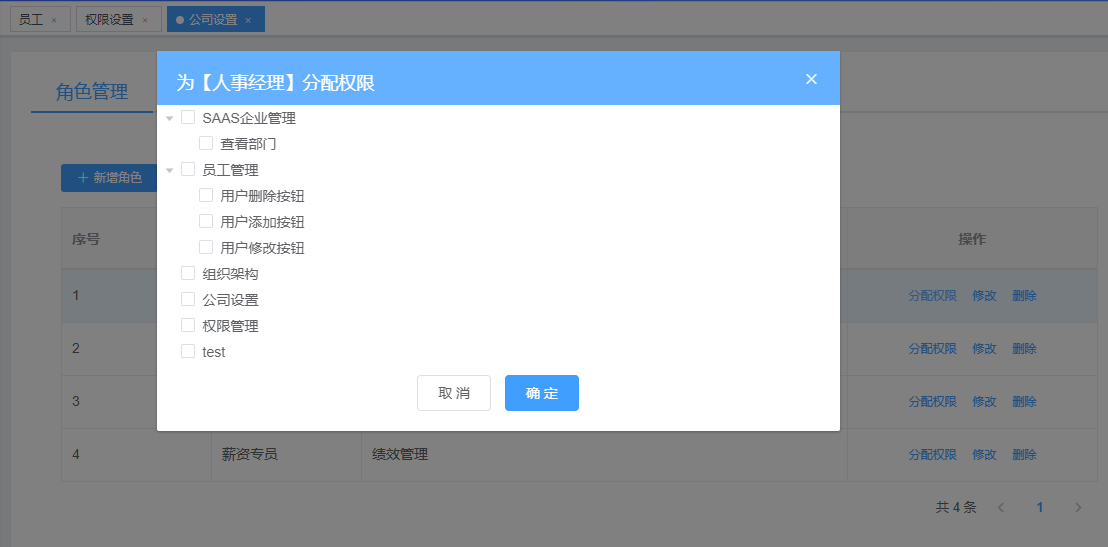 员工 × 权限设置 × 公司设置 ×
角色管理
为【人事经理】分配权限 ×
SAAS企业管理
查看部门
员工管理
用户删除按钮
用户添加按钮
用户修改按钮
组织架构
公司设置
权限管理
test
取 消 确 定
+ 新增角色
序号 操作
1 分配权限 修改 删除
2 分配权限 修改 删除
3 分配权限 修改 删除
4 薪资专员 绩效管理 分配权限 修改 删除
共 4 条 < 1 >